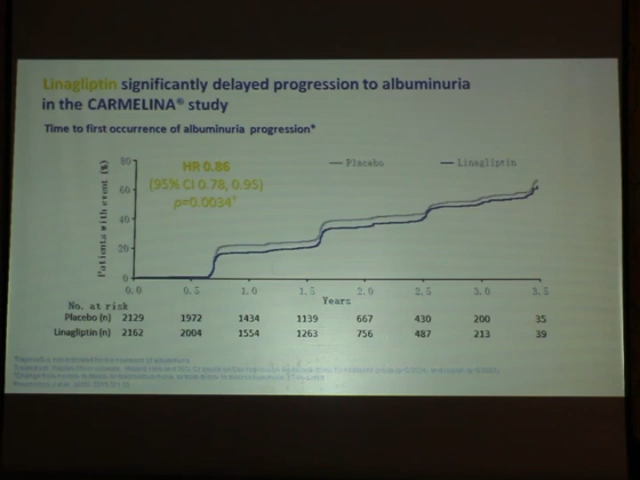 Linagliptin significantly delayed progression to albuminuria
in the CARMELINA® study
Time to first occurrence of albuminuria progression*
Patients with event (%)
80
60
40
20
0
HR 0.86
(95% CI 0.78, 0.95)
p=0.0034†
Placebo
Linagliptin
0.0 0.5 1.0 1.5 2.0 2.5 3.0 3.5
Years
No. at risk
Placebo (n) 2129 1972 1434 1139 667 430 200 35
Linagliptin (n) 2162 2004 1554 1263 756 487 213 39